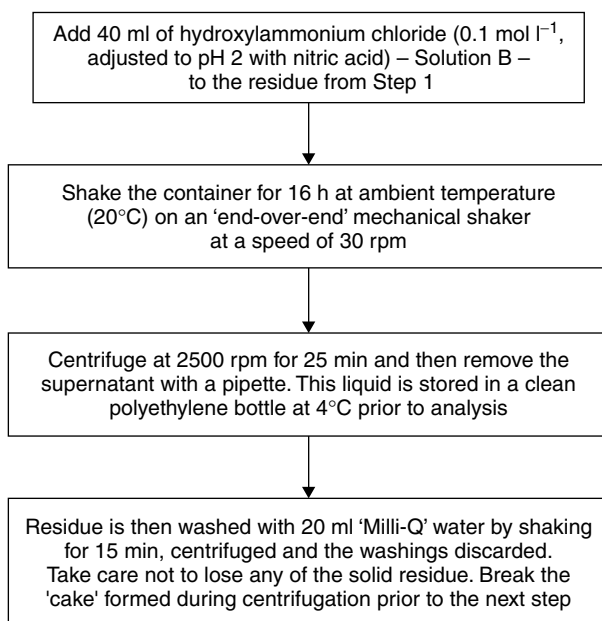 Add 40 ml of hydroxylammonium chloride (0.1 mol l⁻¹,
adjusted to pH 2 with nitric acid) – Solution B –
to the residue from Step 1
Shake the container for 16 h at ambient temperature
(20°C) on an ‘end-over-end’ mechanical shaker
at a speed of 30 rpm
Centrifuge at 2500 rpm for 25 min and then remove the
supernatant with a pipette. This liquid is stored in a clean
polyethylene bottle at 4°C prior to analysis
Residue is then washed with 20 ml ‘Milli-Q’ water by shaking
for 15 min, centrifuged and the washings discarded.
Take care not to lose any of the solid residue. Break the
'cake' formed during centrifugation prior to the next step